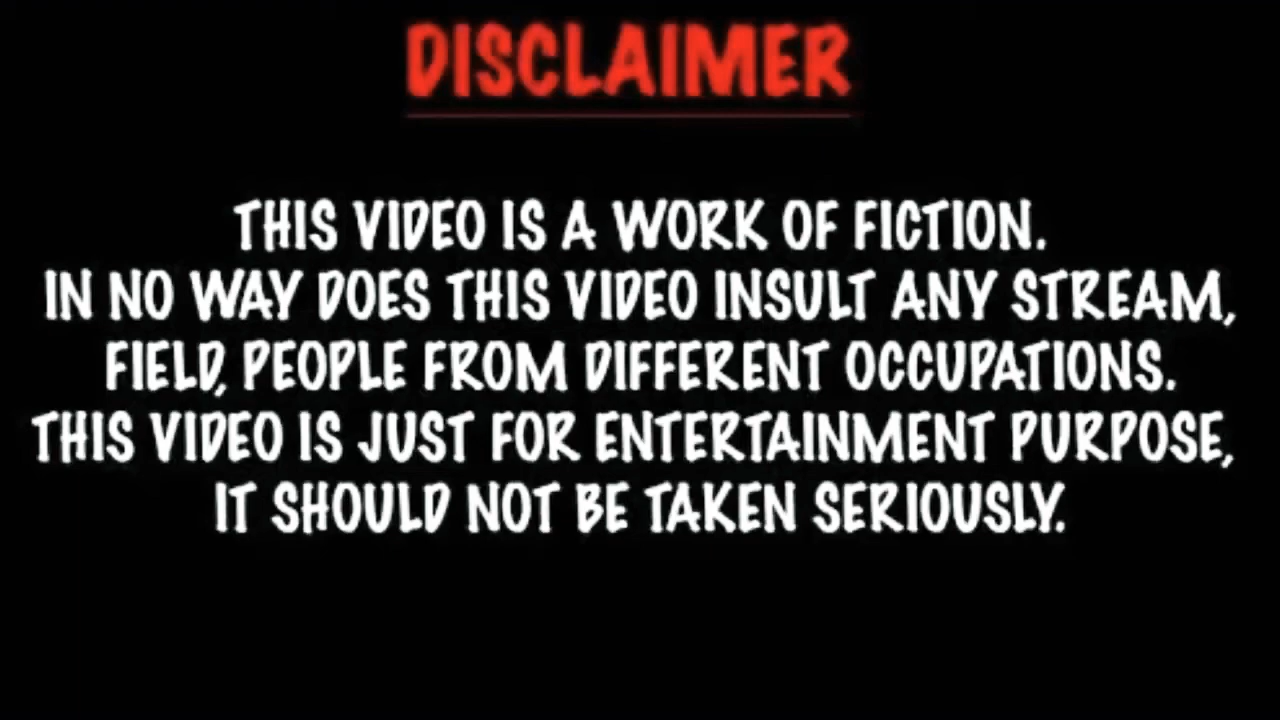 DISCLAIMER
THIS VIDEO IS A WORK OF FICTION.
IN NO WAY DOES THIS VIDEO INSULT ANY STREAM,
FIELD, PEOPLE FROM DIFFERENT OCCUPATIONS.
THIS VIDEO IS JUST FOR ENTERTAINMENT PURPOSE,
IT SHOULD NOT BE TAKEN SERIOUSLY.